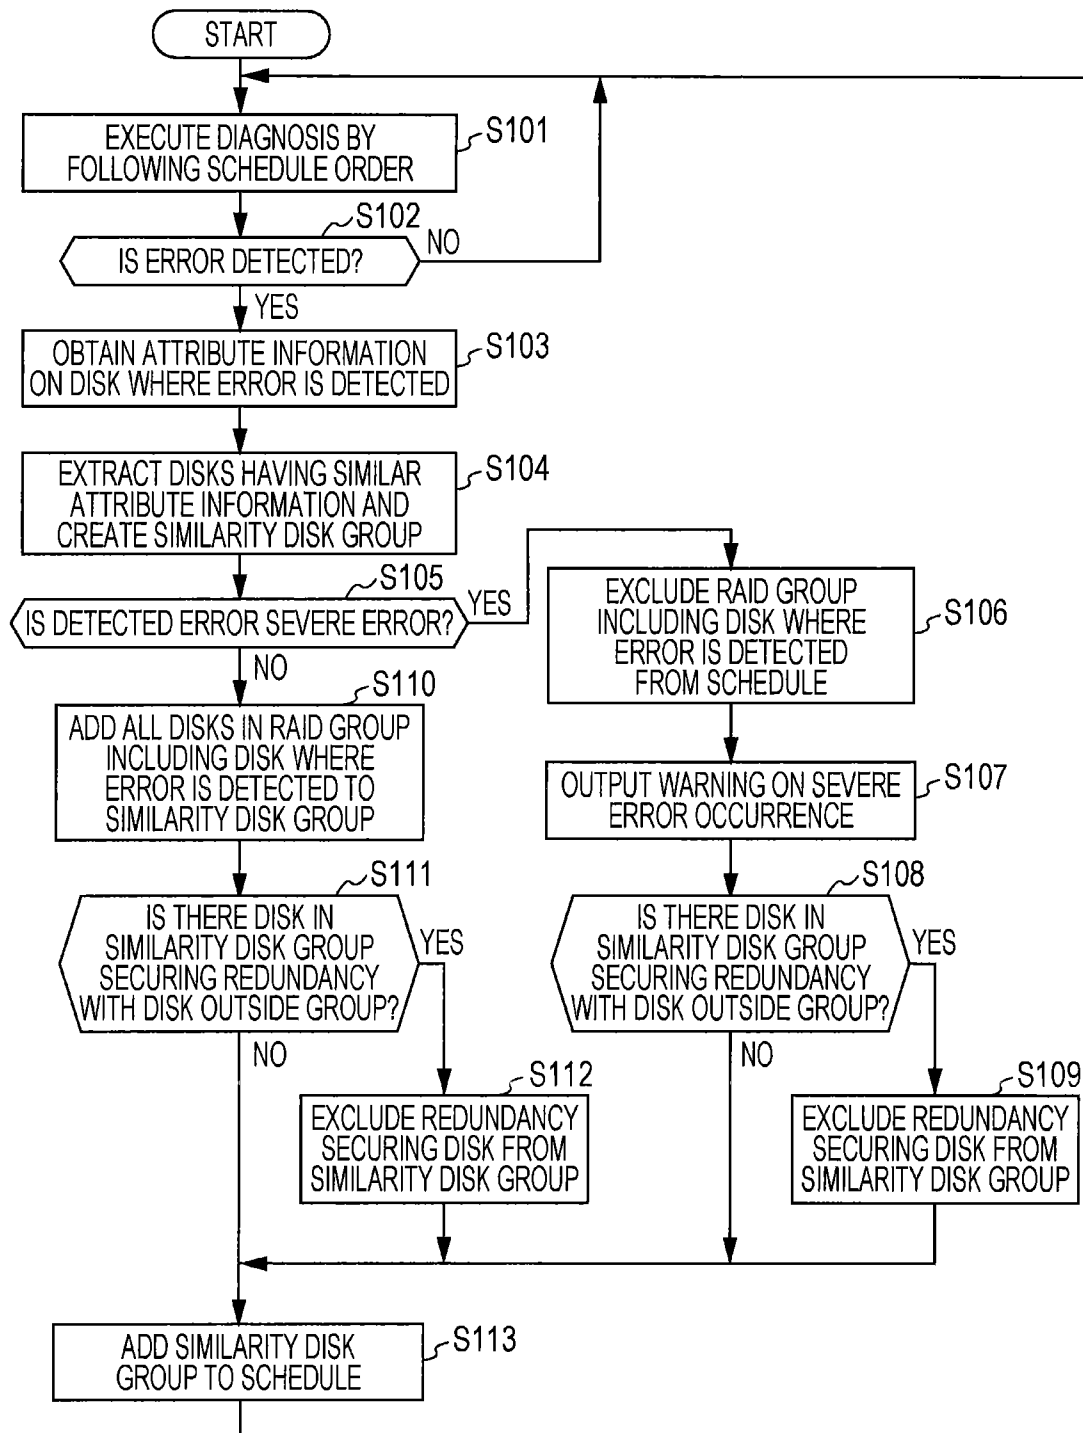 START
EXECUTE DIAGNOSIS BY
FOLLOWING SCHEDULE ORDER
S101
S102
IS ERROR DETECTED?
NO
YES
OBTAIN ATTRIBUTE INFORMATION
ON DISK WHERE ERROR IS DETECTED
S103
EXTRACT DISKS HAVING SIMILAR
ATTRIBUTE INFORMATION AND
CREATE SIMILARITY DISK GROUP
S104
S105
IS DETECTED ERROR SEVERE ERROR?
YES
NO
EXCLUDE RAID GROUP
INCLUDING DISK WHERE
ERROR IS DETECTED
FROM SCHEDULE
S106
OUTPUT WARNING ON SEVERE
ERROR OCCURRENCE
S107
S110
ADD ALL DISKS IN RAID GROUP
INCLUDING DISK WHERE
ERROR IS DETECTED TO
SIMILARITY DISK GROUP
S111
IS THERE DISK IN
SIMILARITY DISK GROUP
SECURING REDUNDANCY
WITH DISK OUTSIDE GROUP?
YES
NO
S108
IS THERE DISK IN
SIMILARITY DISK GROUP
SECURING REDUNDANCY
WITH DISK OUTSIDE GROUP?
YES
NO
S112
EXCLUDE REDUNDANCY
SECURING DISK FROM
SIMILARITY DISK GROUP
S109
EXCLUDE REDUNDANCY
SECURING DISK FROM
SIMILARITY DISK GROUP
ADD SIMILARITY DISK
GROUP TO SCHEDULE
S113